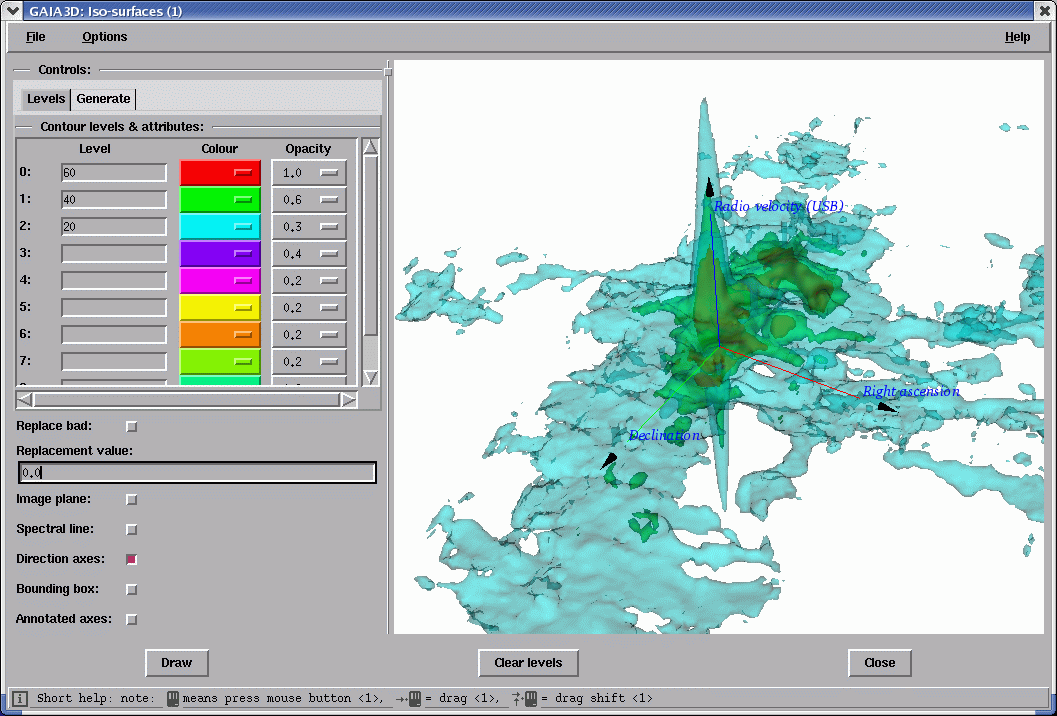 GAIA3D: Iso-surfaces (1)
File Options Help
Controls:
Levels Generate
Contour levels & attributes:
Level Colour Opacity
0: 60 1.0
1: 40 0.6
2: 20 0.3
3: 0.4
4: 0.2
5: 0.2
6: 0.2
7: 0.2
Replace bad:
Replacement value:
0.0
Image plane:
Spectral line:
Direction axes:
Bounding box:
Annotated axes:
Radio velocity (USB)
Right ascension
Declination
Draw Clear levels Close
Short help: note: means press mouse button <1>, = drag <1>, = drag shift <1>